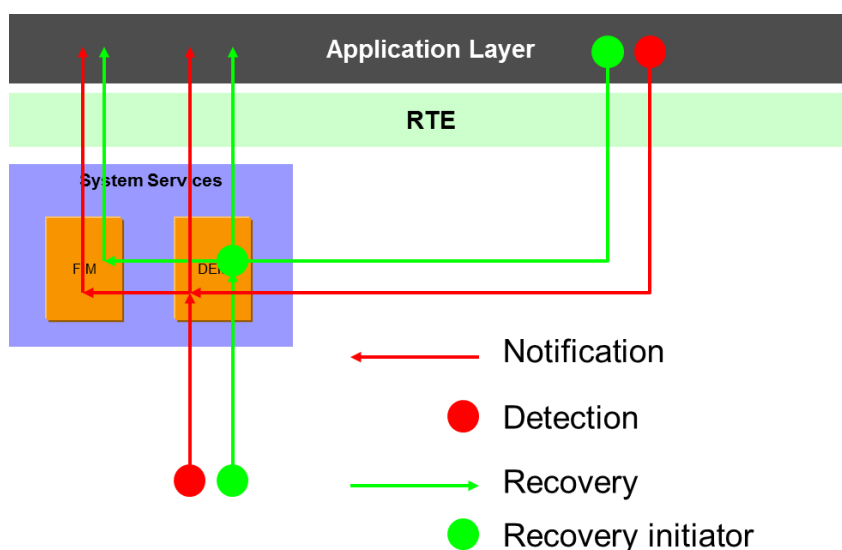 Application Layer
RTE
System Services
Notification
Detection
Recovery
Recovery initiator